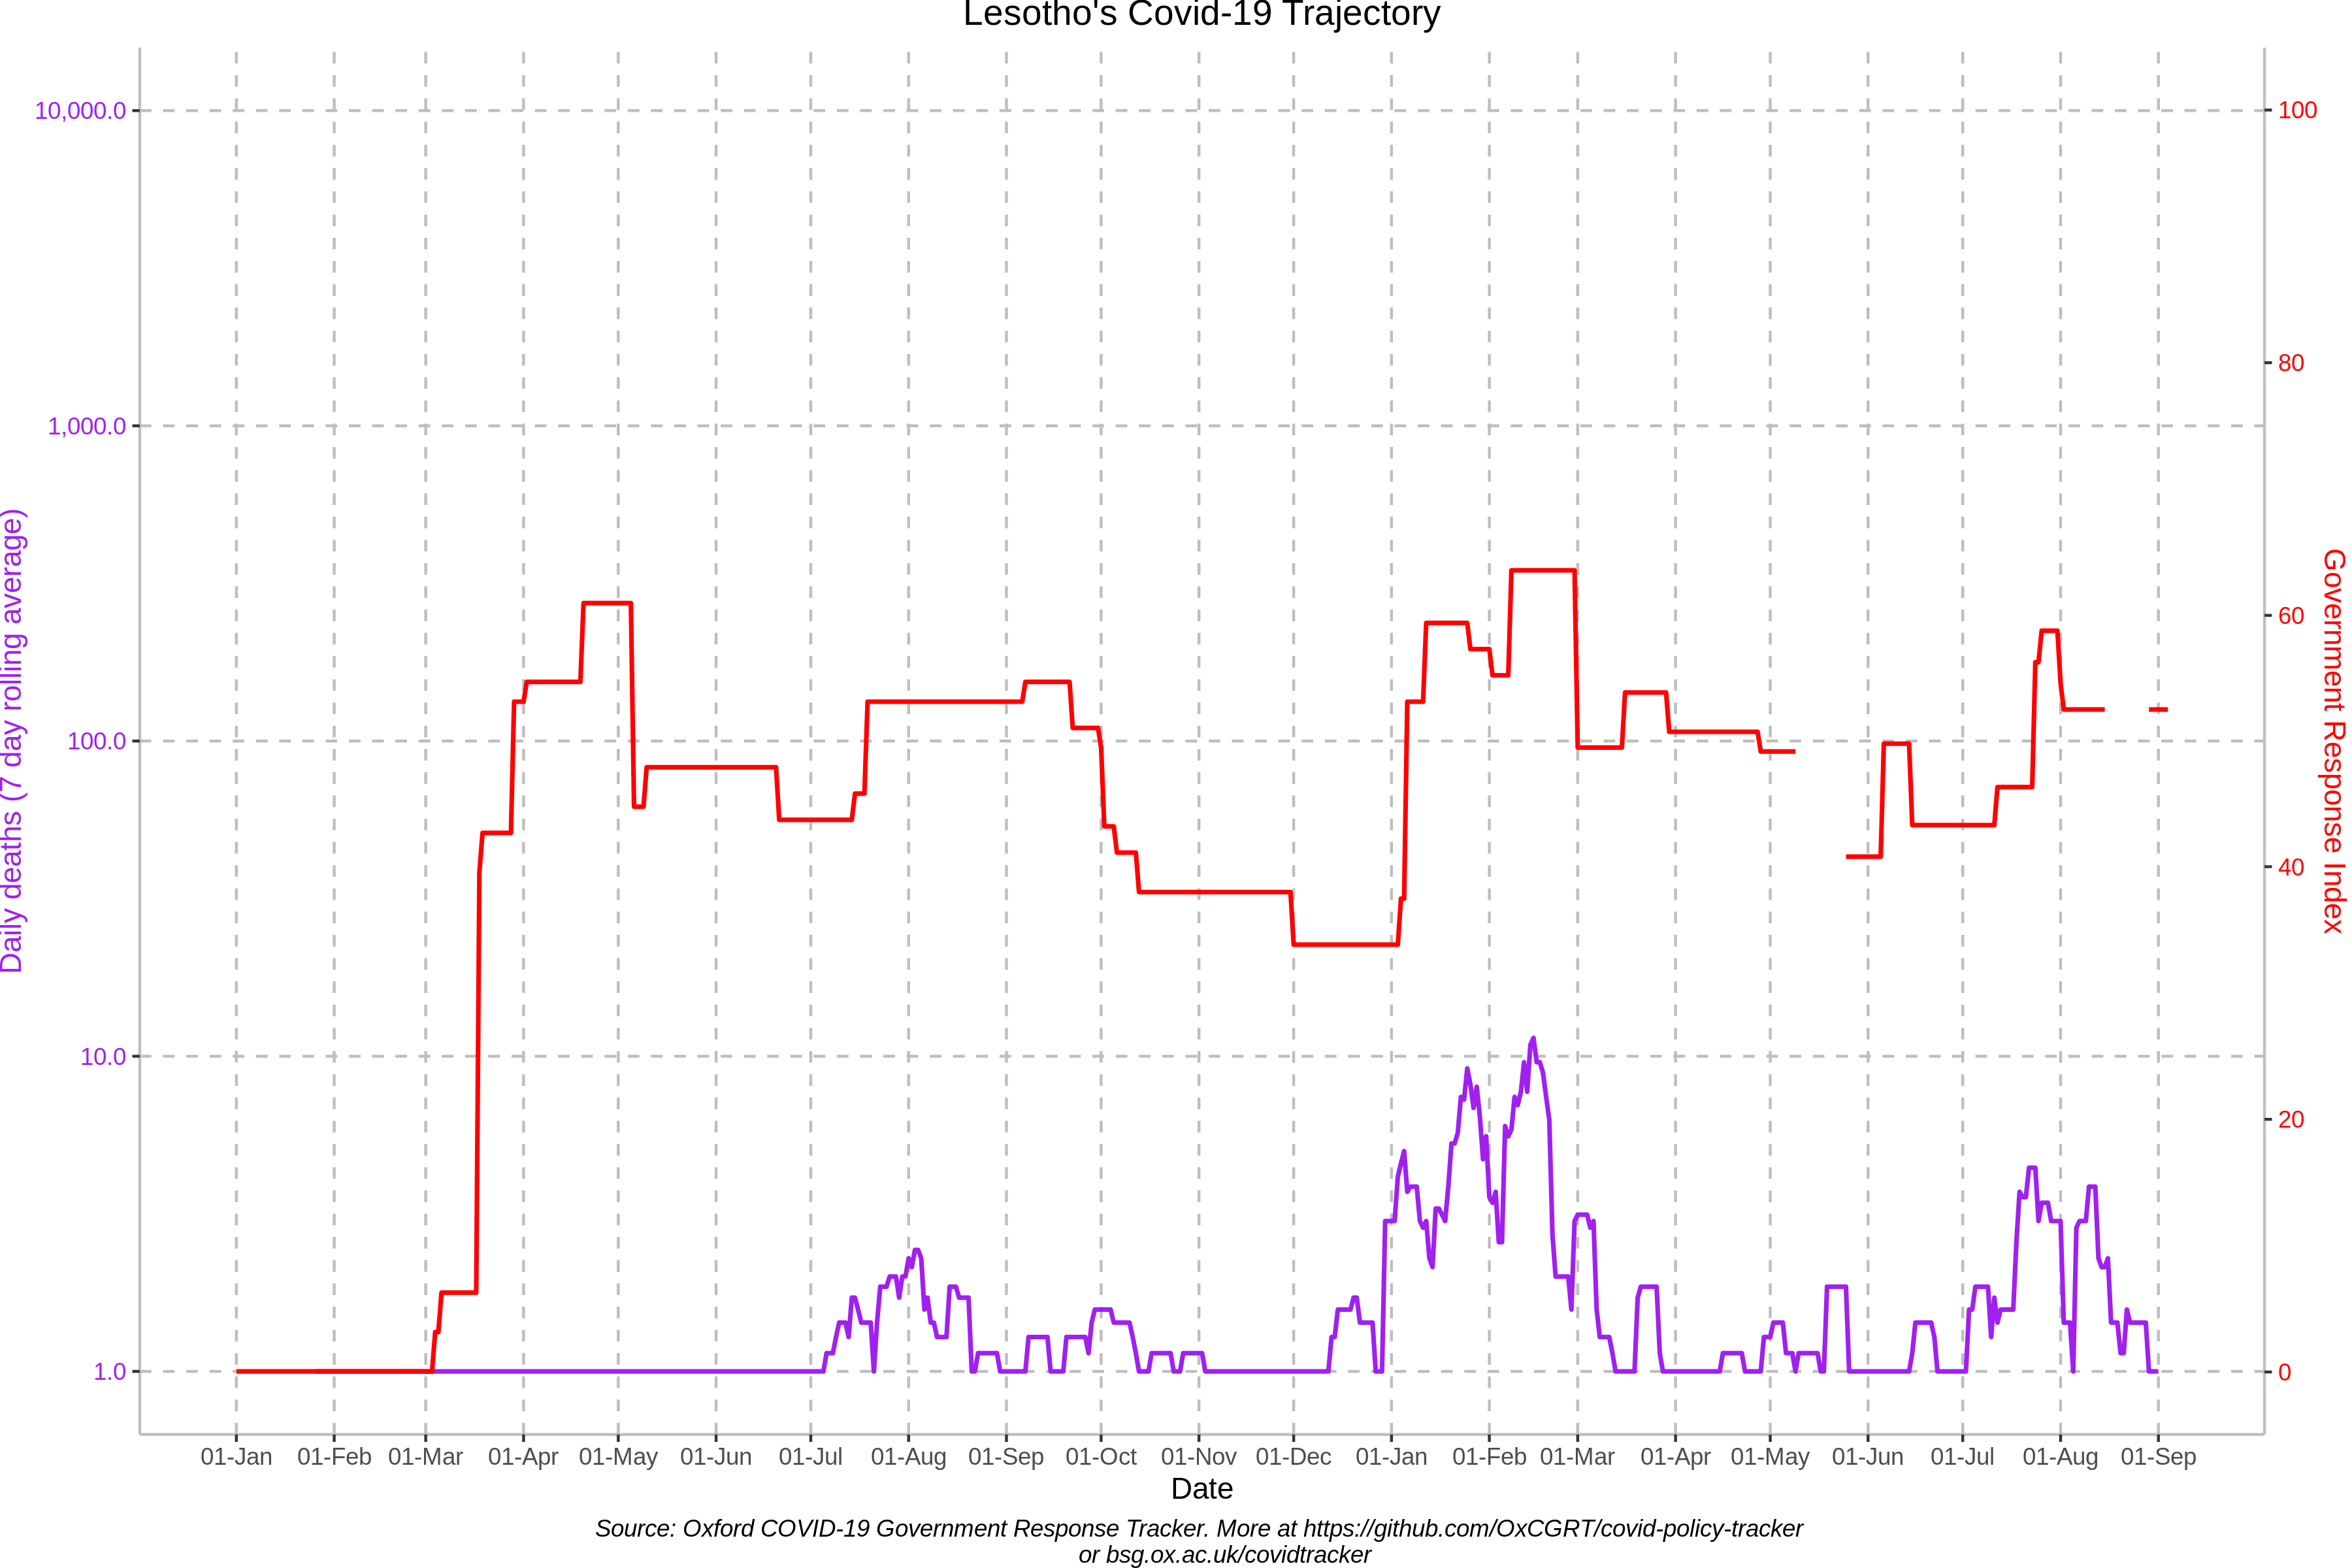 Lesotho's Covid-19 Trajectory
10,000.0
1,000.0
100.0
10.0
1.0
Daily deaths (7 day rolling average)
100
80
60
40
20
0
Government Response Index
01-Jan 01-Feb 01-Mar 01-Apr 01-May 01-Jun 01-Jul 01-Aug 01-Sep 01-Oct 01-Nov 01-Dec 01-Jan 01-Feb 01-Mar 01-Apr 01-May 01-Jun 01-Jul 01-Aug 01-Sep
Date
Source: Oxford COVID-19 Government Response Tracker. More at https://github.com/OxCGRT/covid-policy-tracker
or bsg.ox.ac.uk/covidtracker